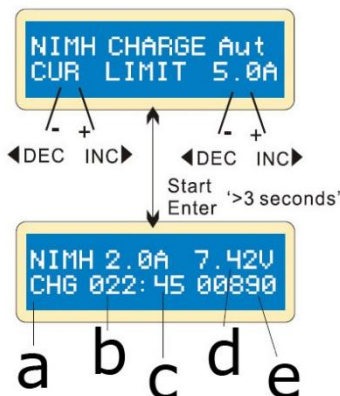 NIMH CHARGE Aut
CUR LIMIT 5.0A
- + - +
◀DEC INC▶ ◀DEC INC▶
Start
Enter '>3 seconds'
NIMH 2.0A 7.42V
CHG 022:45 00890
a b c d e